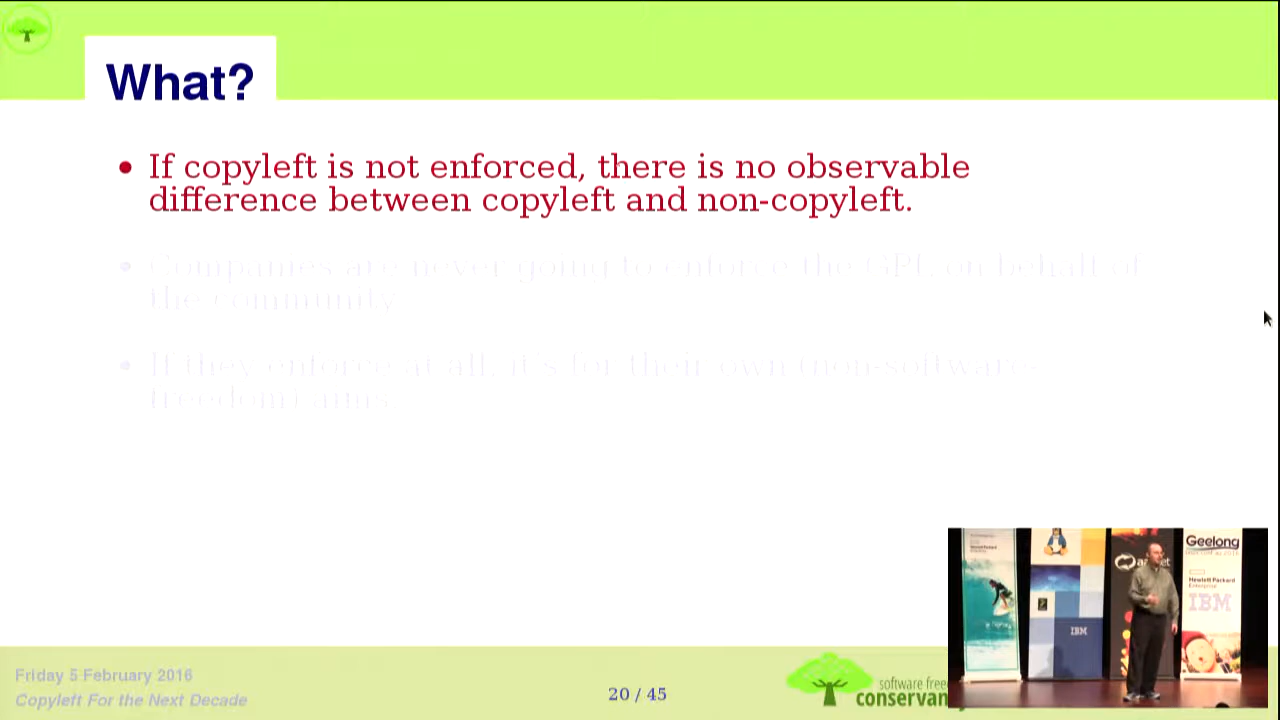 What?
If copyleft is not enforced, there is no observable
difference between copyleft and non-copyleft.
Companies are never going to enforce the GPL on behalf of
the community
If they enforce at all, it's for their own (non-software-
freedom) aims
Friday 5 February 2016
Copyleft For the Next Decade
20 / 45
software free
conservan
Geelong
Hewlett Packard
Enterprise
IBM
IBM